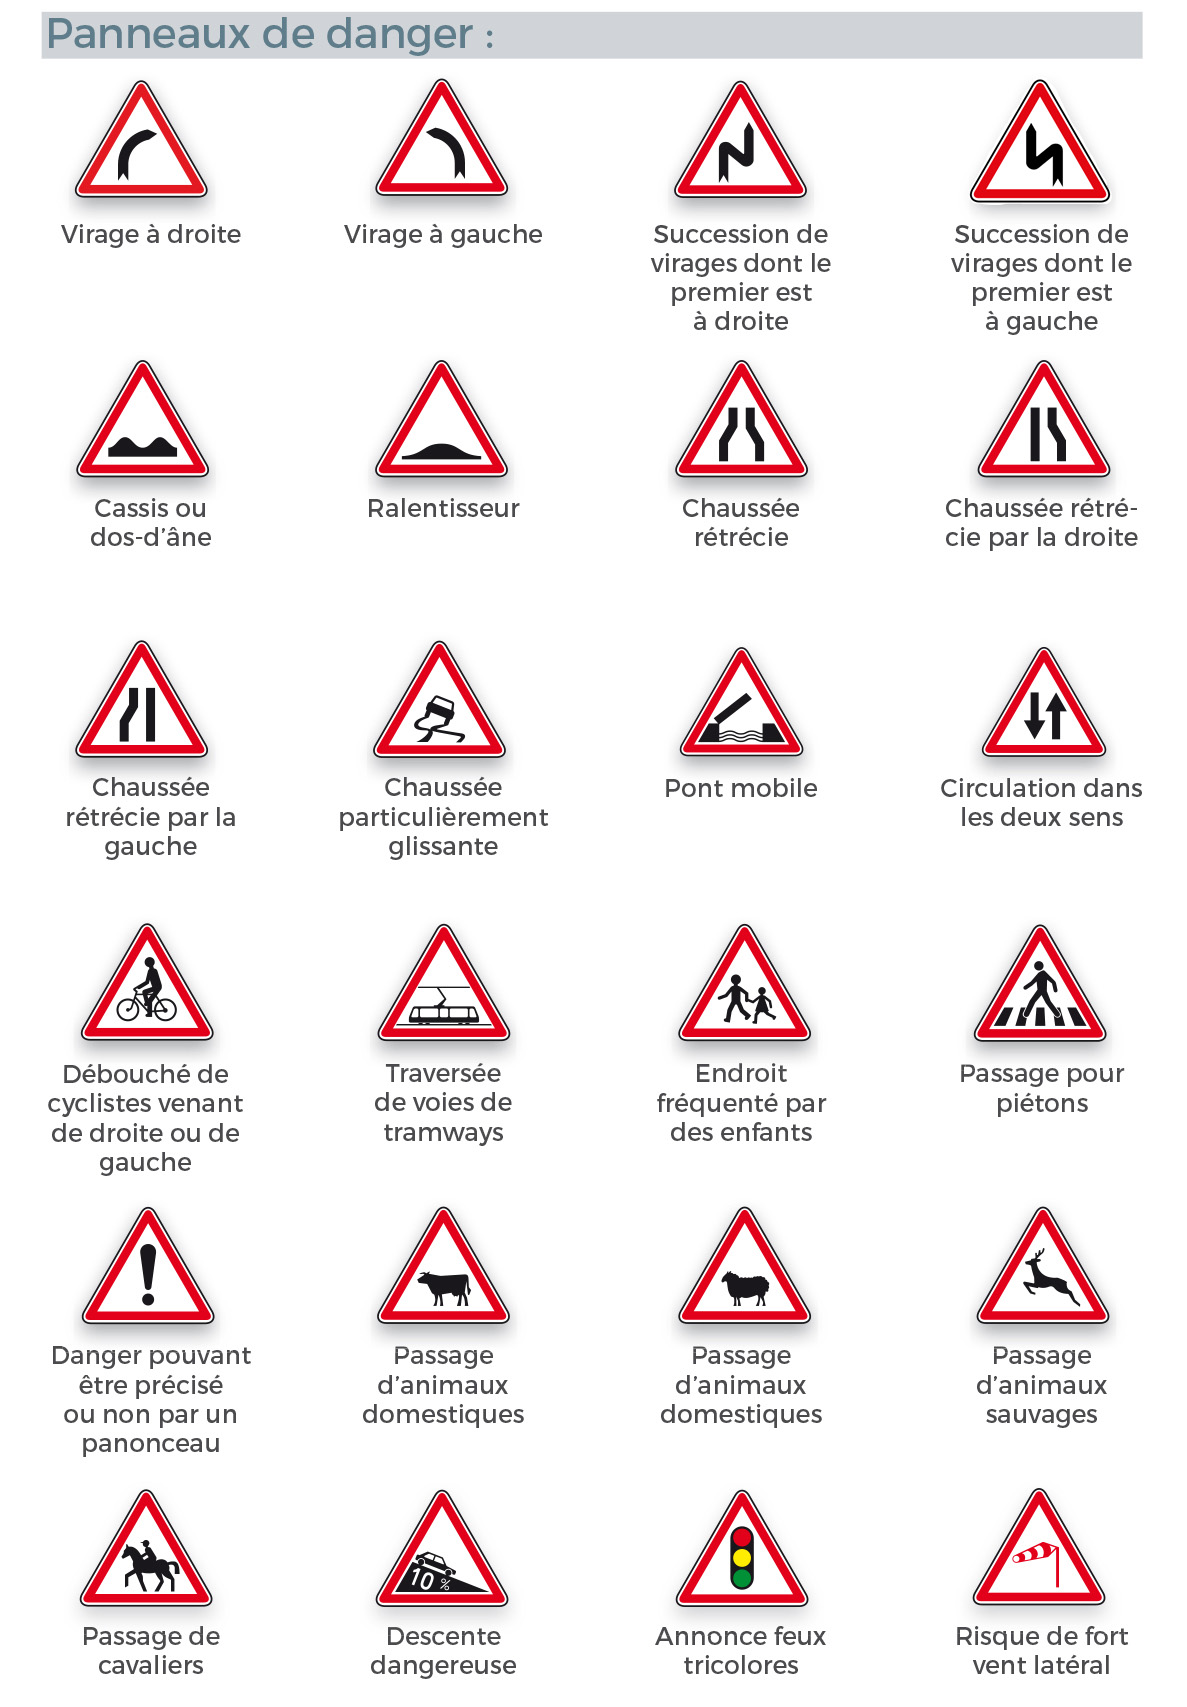 Panneaux de danger :
Virage à droite
Virage à gauche
Succession de
virages dont le
premier est
à droite
Succession de
virages dont le
premier est
à gauche
Cassis ou
dos-d’âne
Ralentisseur
Chaussée
rétrécie
Chaussée rétré-
cie par la droite
Chaussée
rétrécie par la
gauche
Chaussée
particulièrement
glissante
Pont mobile
Circulation dans
les deux sens
Débouché de
cyclistes venant
de droite ou de
gauche
Traversée
de voies de
tramways
Endroit
fréquenté par
des enfants
Passage pour
piétons
Danger pouvant
être précisé
ou non par un
panonceau
Passage
d’animaux
domestiques
Passage
d’animaux
domestiques
Passage
d’animaux
sauvages
Passage de
cavaliers
10 %
Descente
dangereuse
Annonce feux
tricolores
Risque de fort
vent latéral